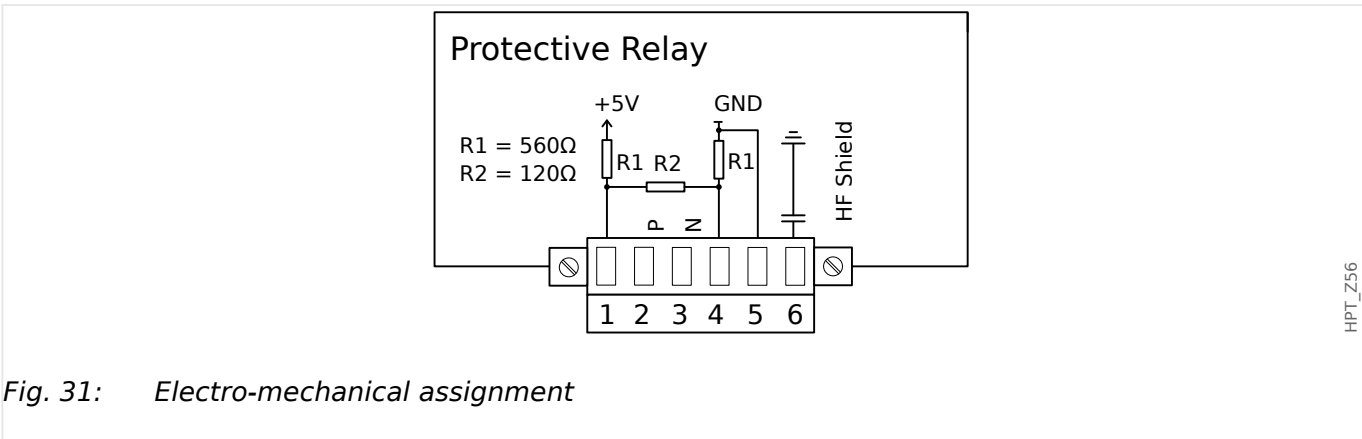 Protective Relay
+5V
GND
R1 = 560Ω
R2 = 120Ω
R1
R2
R1
HF Shield
P
N
1 2 3 4 5 6
HPT_Z56
Fig. 31: Electro-mechanical assignment